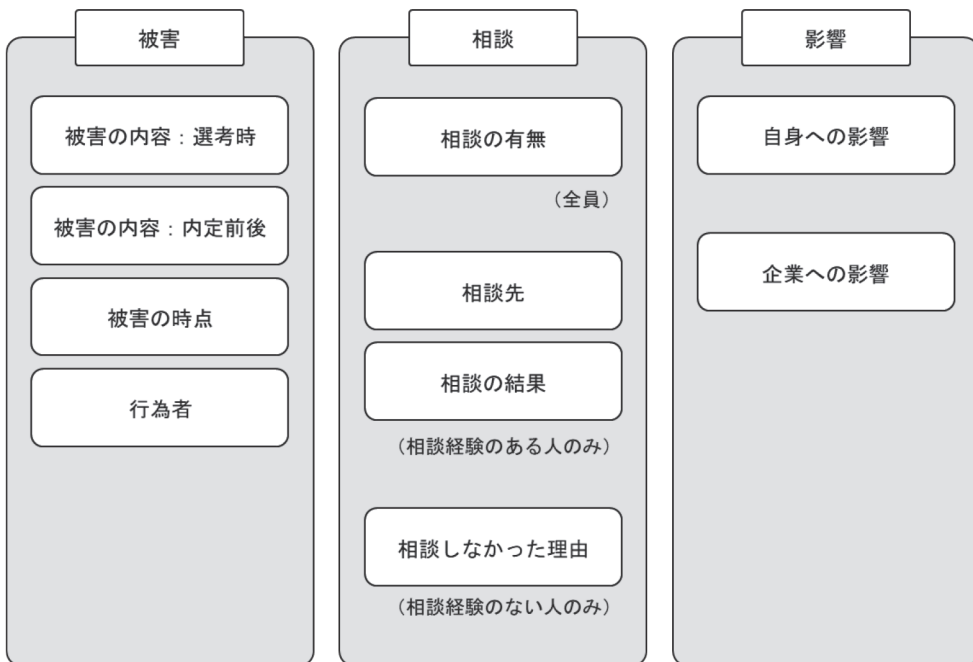 被害
被害の内容：選考時
被害の内容：内定前後
被害の時点
行為者
相談
相談の有無
（全員）
相談先
相談の結果
（相談経験のある人のみ）
相談しなかった理由
（相談経験のない人のみ）
影響
自身への影響
企業への影響